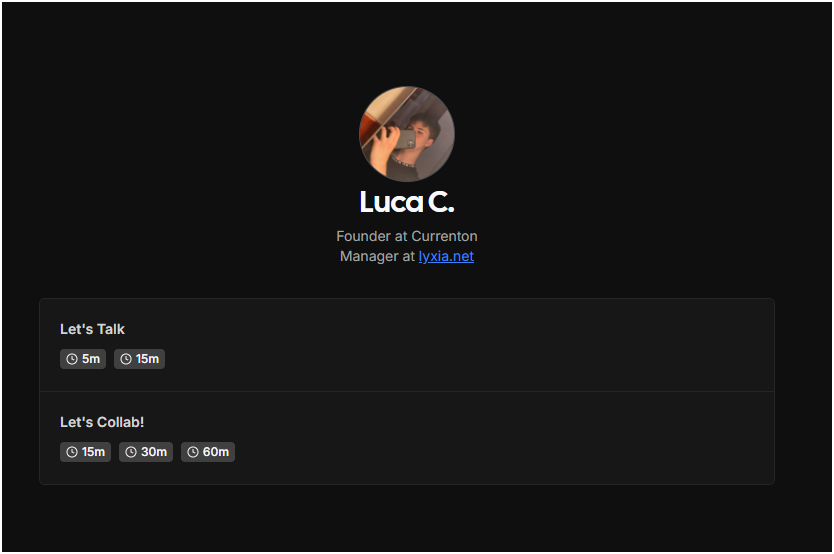 Luca C.
Founder at Currenton
Manager at lyxia.net
Let's Talk
5m 15m
Let's Collab!
15m 30m 60m